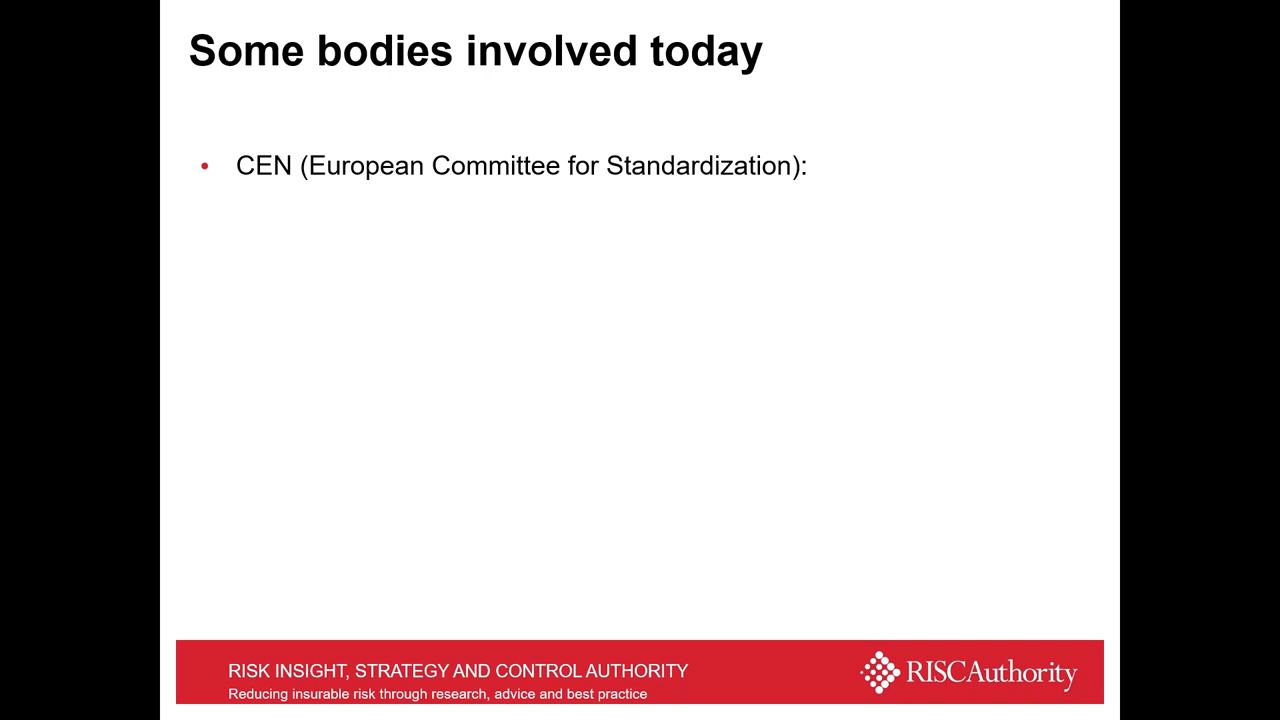 Some bodies involved today
• CEN (European Committee for Standardization):
RISK INSIGHT, STRATEGY AND CONTROL AUTHORITY
Reducing insurable risk through research, advice and best practice
RISCAuthority